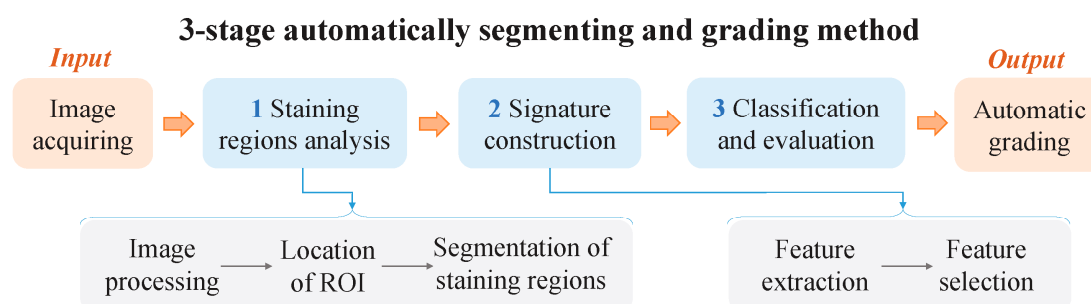 3-stage automatically segmenting and grading method
Input
Output
Image
acquiring
1 Staining
regions analysis
2 Signature
construction
3 Classification
and evaluation
Automatic
grading
Image
processing
Location
of ROI
Segmentation of
staining regions
Feature
extraction
Feature
selection